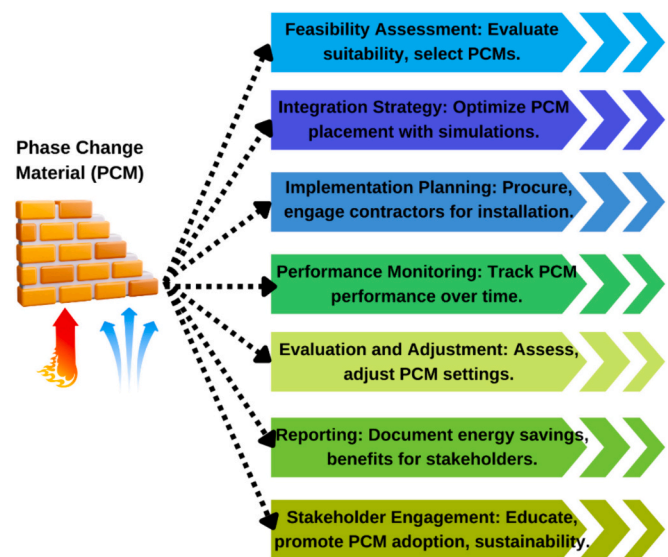 Phase Change
Material (PCM)
Feasibility Assessment: Evaluate
suitability, select PCMs.
Integration Strategy: Optimize PCM
placement with simulations.
Implementation Planning: Procure,
engage contractors for installation.
Performance Monitoring: Track PCM
performance over time.
Evaluation and Adjustment: Assess,
adjust PCM settings.
Reporting: Document energy savings,
benefits for stakeholders.
Stakeholder Engagement: Educate,
promote PCM adoption, sustainability.